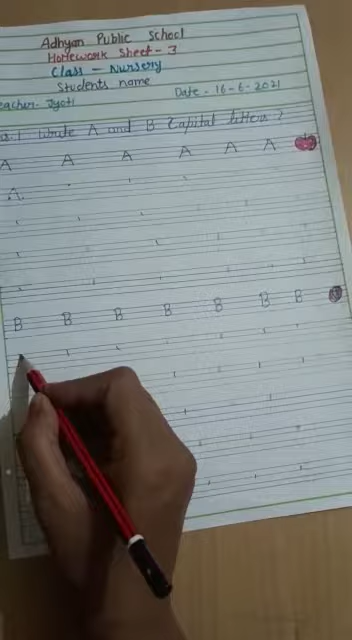 Adhyan Public School
Homework Sheet - 3
Class - Nursery
Students name
Teacher- Jyoti Date - 16-6-2021
1 Write A and B Capital letters ?
A A A A A A
A
B B B B B B B